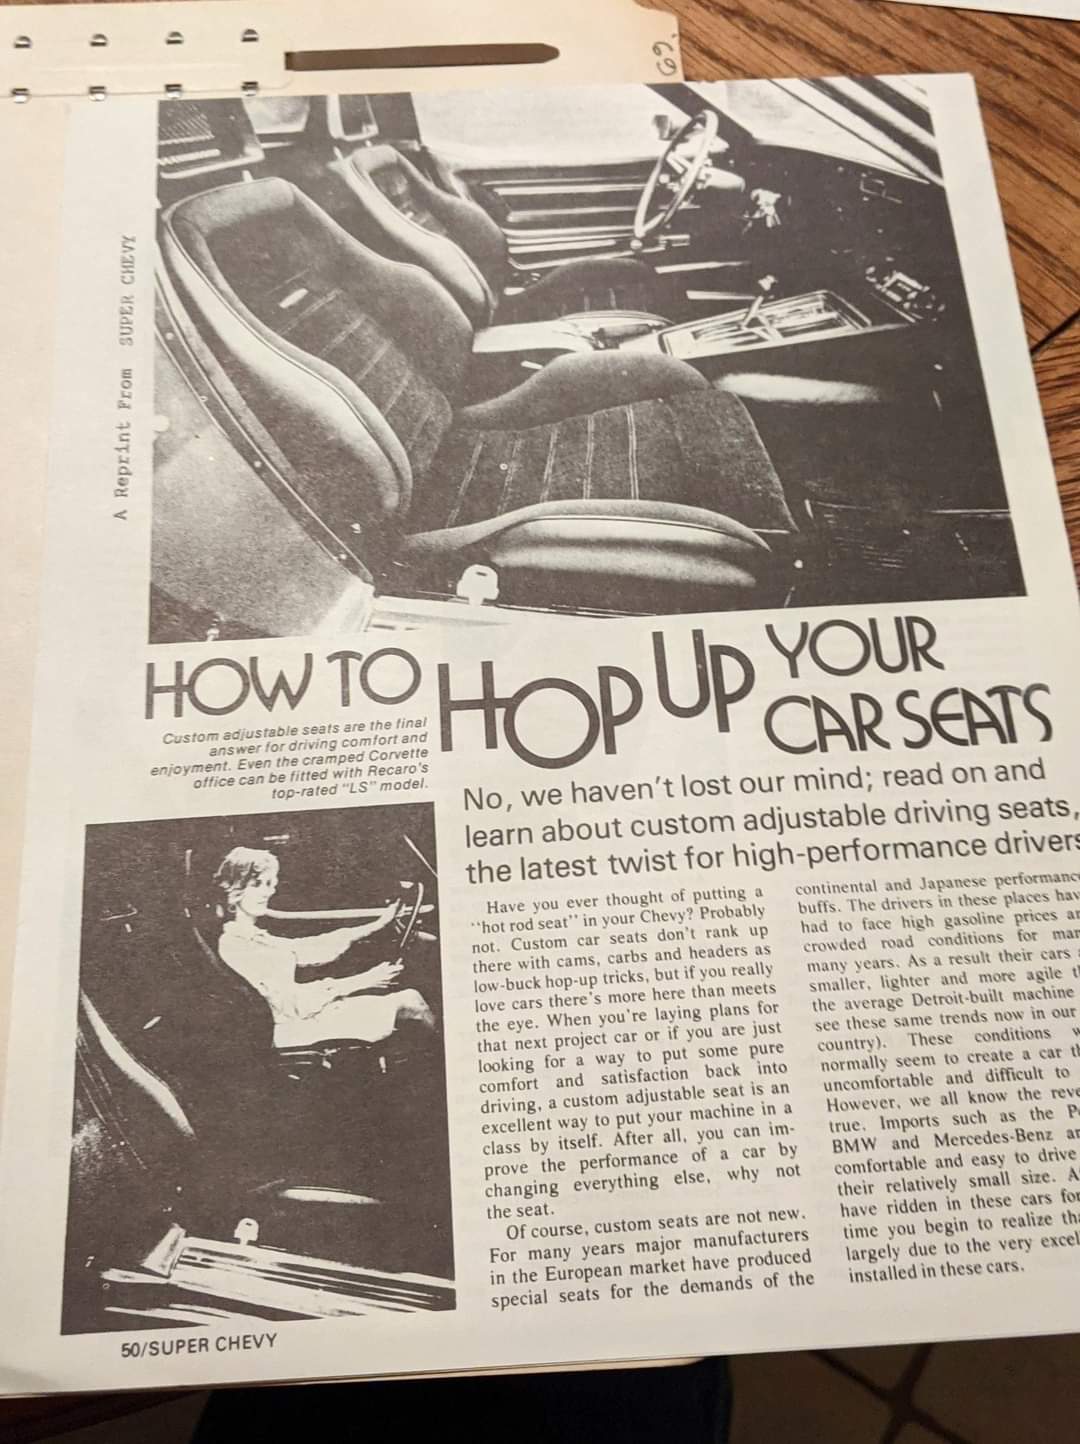 69.
A Reprint From SUPER CHEVY
HOW TO HOP UP YOUR CAR SEATS
Custom adjustable seats are the final
answer for driving comfort and
enjoyment. Even the cramped Corvette
office can be fitted with Recaro's
top-rated "LS" model.
No, we haven't lost our mind; read on and
learn about custom adjustable driving seats,
the latest twist for high-performance drivers
Have you ever thought of putting a
"hot rod seat" in your Chevy? Probably
not. Custom car seats don't rank up
there with cams, carbs and headers as
low-buck hop-up tricks, but if you really
love cars there's more here than meets
the eye. When you're laying plans for
that next project car or if you are just
looking for a way to put some pure
comfort and satisfaction back into
driving, a custom adjustable seat is an
excellent way to put your machine in a
class by itself. After all, you can im-
prove the performance of a car by
changing everything else, why not
the seat.
Of course, custom seats are not new.
For many years major manufacturers
in the European market have produced
special seats for the demands of the
continental and Japanese performance
buffs. The drivers in these places hav
had to face high gasoline prices an
crowded road conditions for man
many years. As a result their cars
smaller, lighter and more agile t
the average Detroit-built machine
see these same trends now in our
country). These conditions w
normally seem to create a car th
uncomfortable and difficult to
However, we all know the reve
true. Imports such as the P
BMW and Mercedes-Benz ar
comfortable and easy to drive
their relatively small size. A
have ridden in these cars for
time you begin to realize tha
largely due to the very excel
installed in these cars.
50/SUPER CHEVY